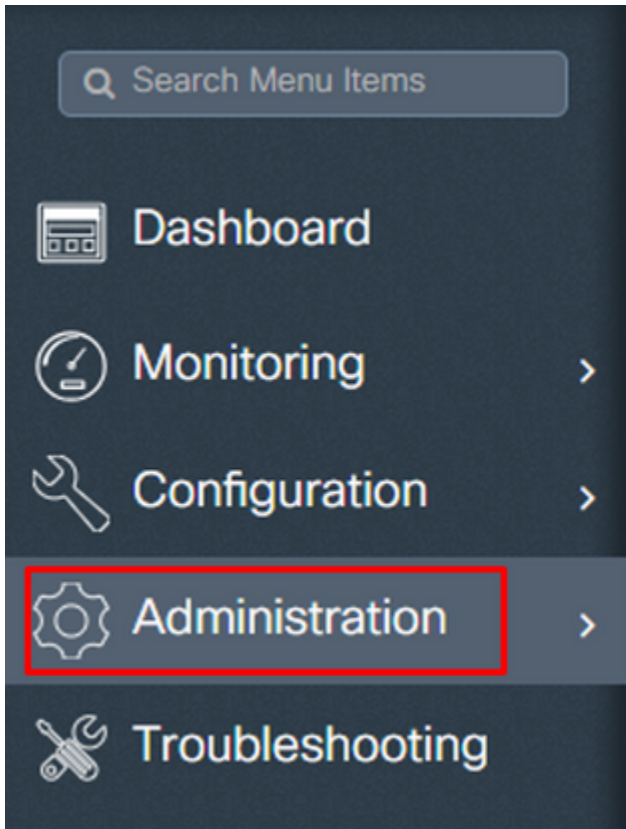 Search Menu Items
Dashboard
Monitoring
Configuration
Administration
Troubleshooting